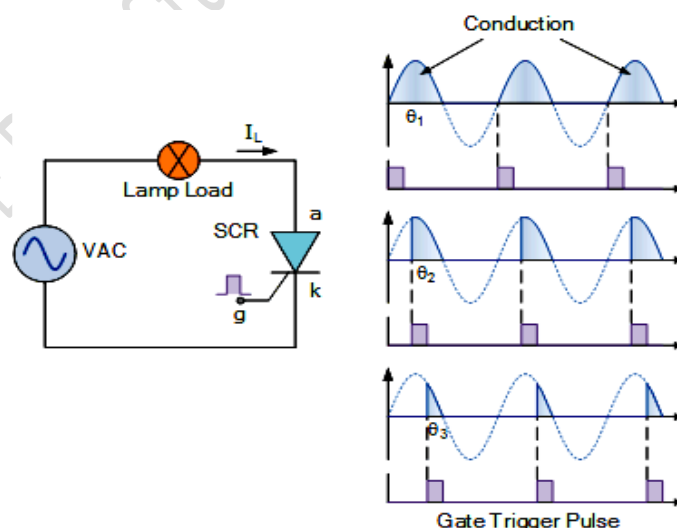 Conduction
θ1
I_L
Lamp Load
a
SCR
VAC
k
g
θ2
θ3
Gate Trigger Pulse